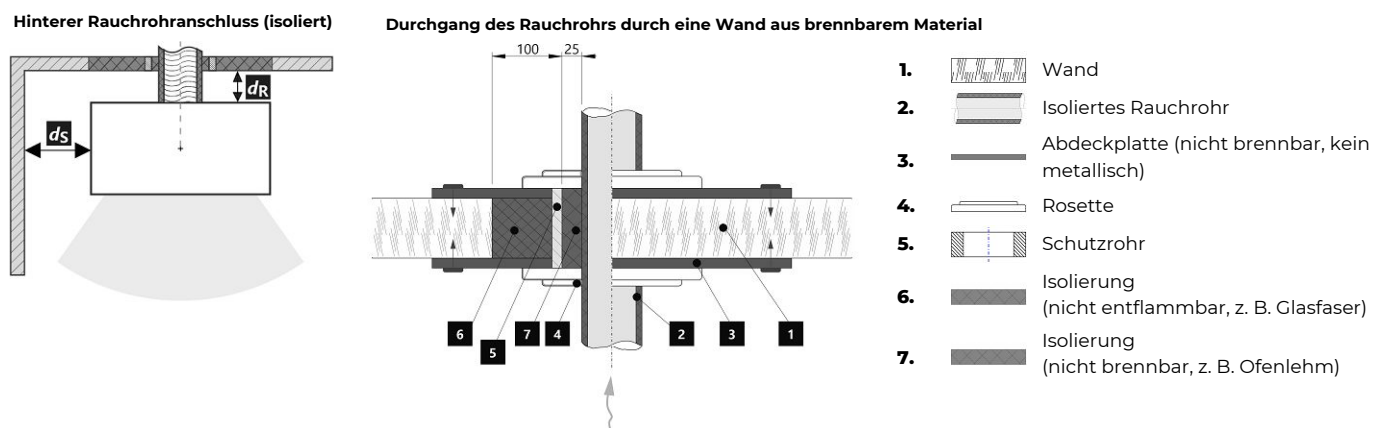 Hinterer Rauchrohranschluss (isoliert)
dR
dS
Durchgang des Rauchrohrs durch eine Wand aus brennbarem Material
100 25
6 5 7 4 2 3 1
1. Wand
2. Isoliertes Rauchrohr
3. Abdeckplatte (nicht brennbar, kein
metallisch)
4. Rosette
5. Schutzrohr
6. Isolierung
(nicht entflammbar, z. B. Glasfaser)
7. Isolierung
(nicht brennbar, z. B. Ofenlehm)